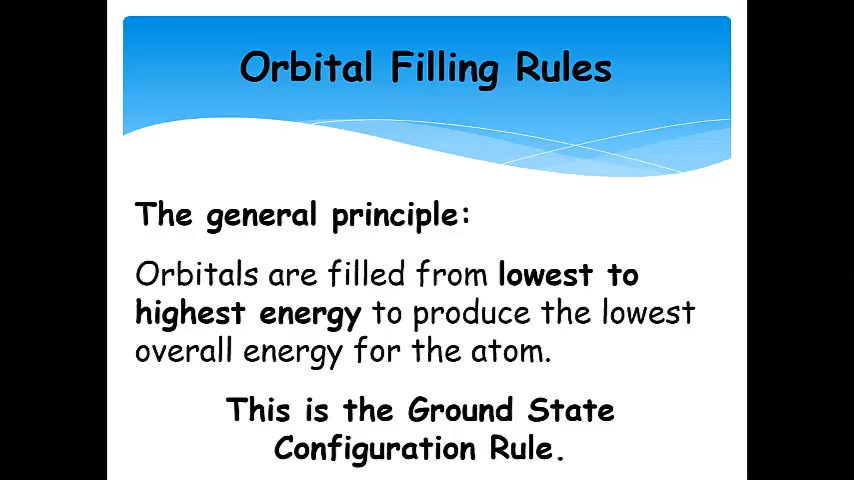 Orbital Filling Rules
The general principle:
Orbitals are filled from lowest to
highest energy to produce the lowest
overall energy for the atom.
This is the Ground State
Configuration Rule.